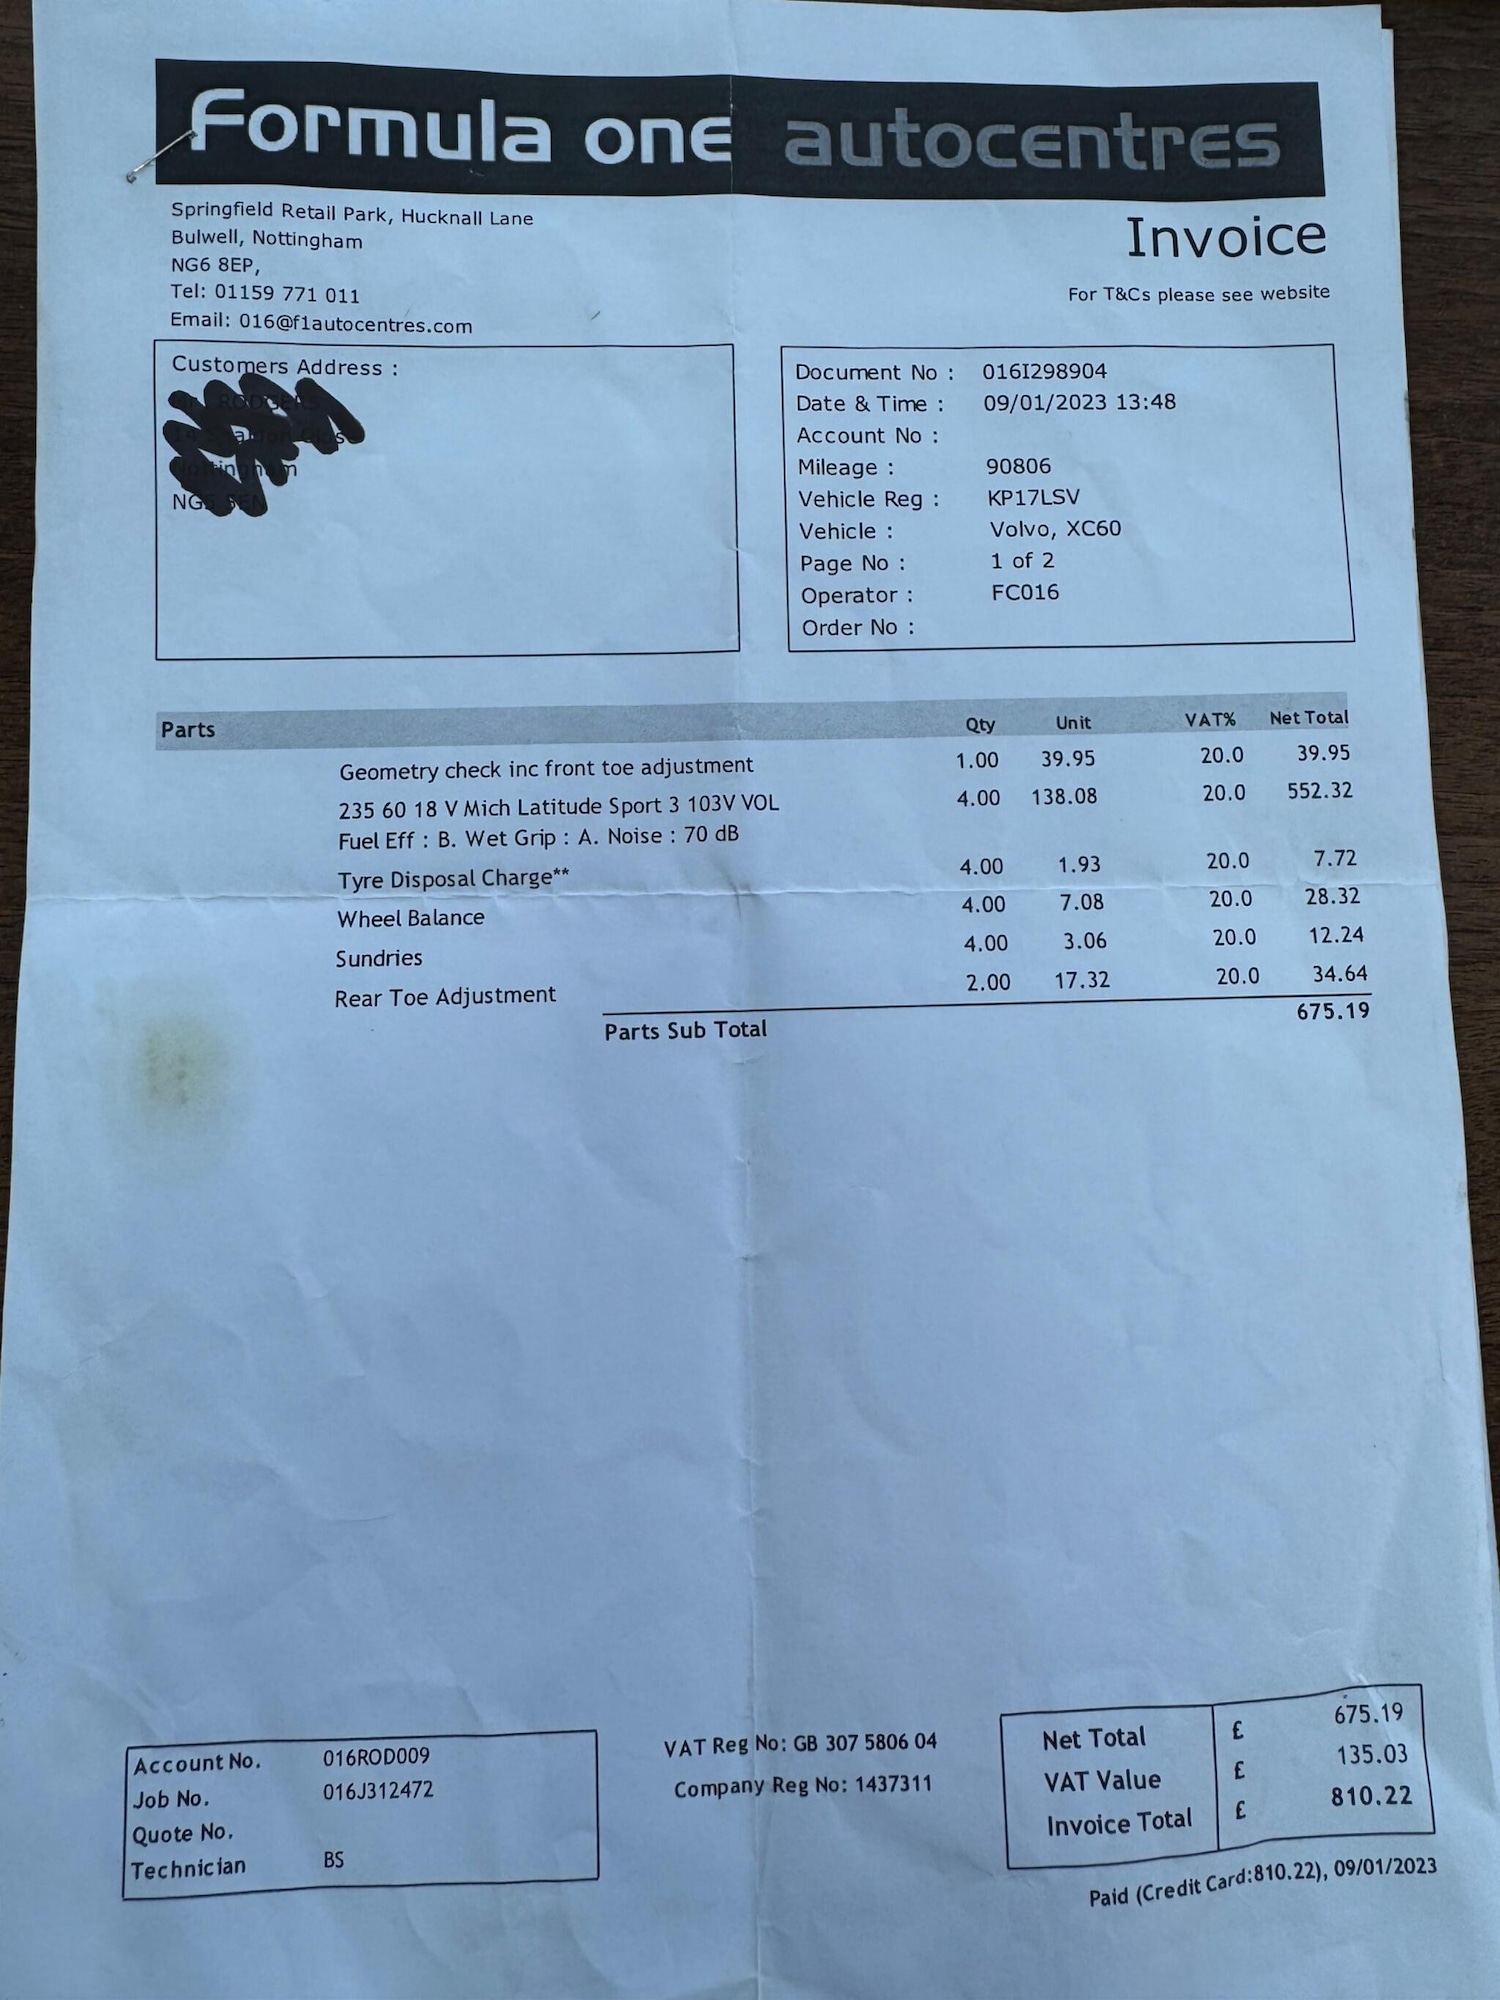 Formula one autocentres
Springfield Retail Park, Hucknall Lane
Bulwell, Nottingham
NG6 8EP,
Tel: 01159 771 011
Email: 016@f1autocentres.com
Invoice
For T&Cs please see website
Customers Address :
Document No : 016I298904
Date & Time : 09/01/2023 13:48
Account No :
Mileage : 90806
Vehicle Reg : KP17LSV
Vehicle : Volvo, XC60
Page No : 1 of 2
Operator : FC016
Order No :
Parts Qty Unit VAT% Net Total
Geometry check inc front toe adjustment 1.00 39.95 20.0 39.95
235 60 18 V Mich Latitude Sport 3 103V VOL 4.00 138.08 20.0 552.32
Fuel Eff : B. Wet Grip : A. Noise : 70 dB
Tyre Disposal Charge** 4.00 1.93 20.0 7.72
Wheel Balance 4.00 7.08 20.0 28.32
Sundries 4.00 3.06 20.0 12.24
Rear Toe Adjustment 2.00 17.32 20.0 34.64
Parts Sub Total 675.19
Account No. 016ROD009
Job No. 016J312472
Quote No.
Technician BS
VAT Reg No: GB 307 5806 04
Company Reg No: 1437311
Net Total £ 675.19
VAT Value £ 135.03
Invoice Total £ 810.22
Paid (Credit Card:810.22), 09/01/2023